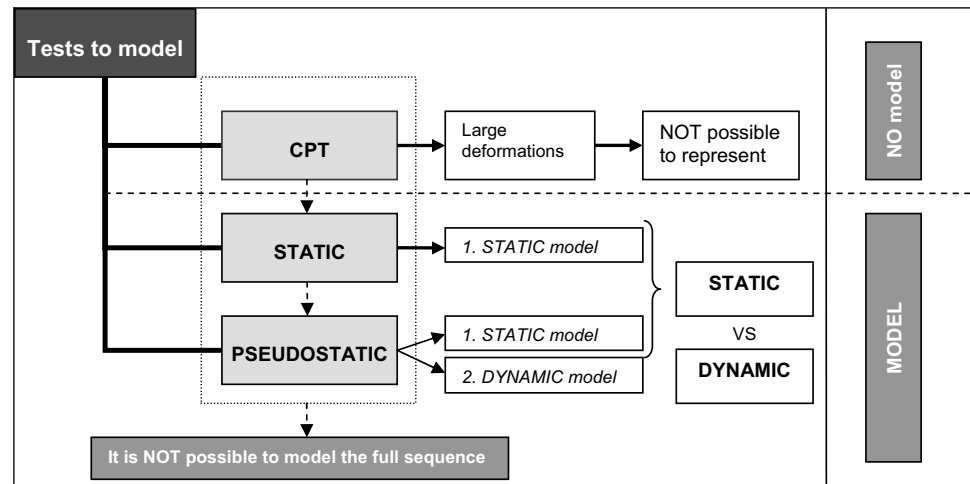 Tests to model
CPT
Large
deformations
NOT possible
to represent
NO model
STATIC
1. STATIC model
PSEUDOSTATIC
1. STATIC model
2. DYNAMIC model
STATIC
VS
DYNAMIC
MODEL
It is NOT possible to model the full sequence